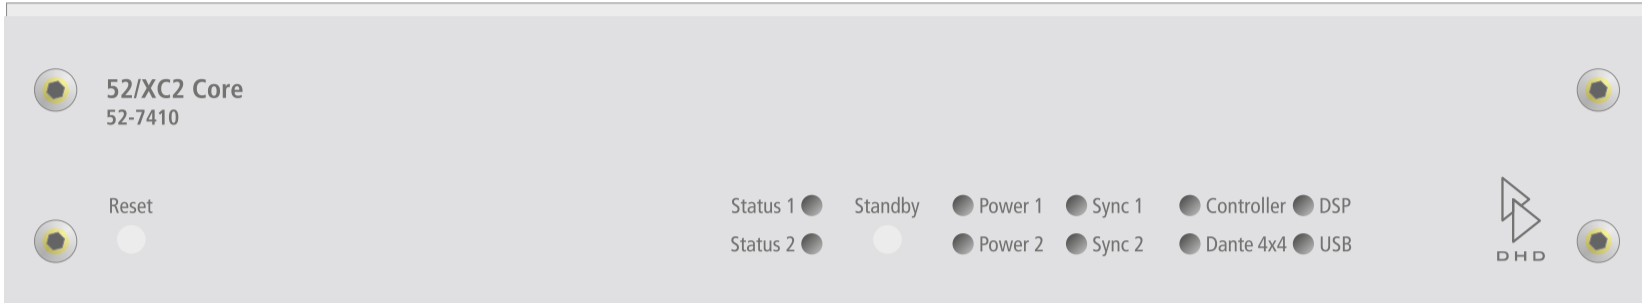 52/XC2 Core
52-7410
Reset
Status 1
Standby
Power 1
Sync 1
Controller
DSP
Status 2
Power 2
Sync 2
Dante 4x4
USB
DHD